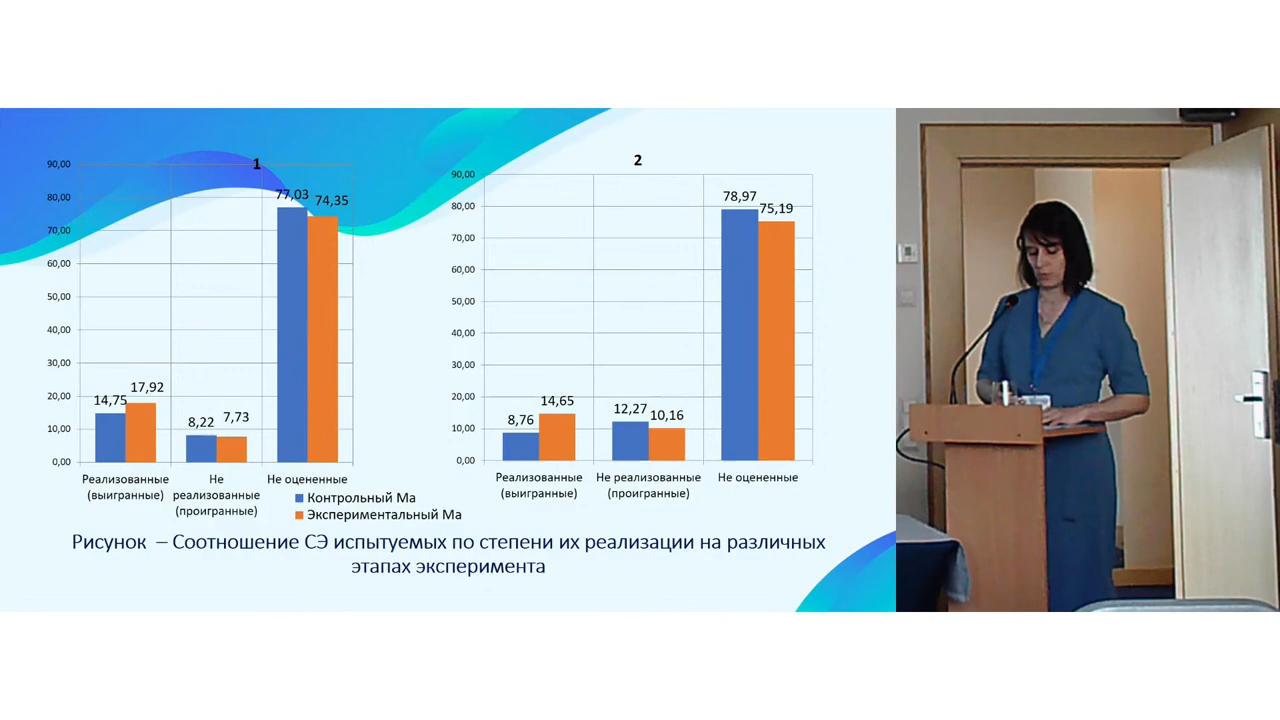 1
90,00
80,00
70,00
60,00
50,00
40,00
30,00
20,00
10,00
0,00
14,75
17,92
8,22
7,73
77,03
74,35
Реализованные
(выигранные)
Не
реализованные
(проигранные)
Не оцененные
2
90,00
80,00
70,00
60,00
50,00
40,00
30,00
20,00
10,00
0,00
8,76
14,65
12,27
10,16
78,97
75,19
Реализованные
(выигранные)
Не реализованные
(проигранные)
Не оцененные
Контрольный Ma
Экспериментальный Ma
Рисунок – Соотношение СЭ испытуемых по степени их реализации на различных
этапах эксперимента